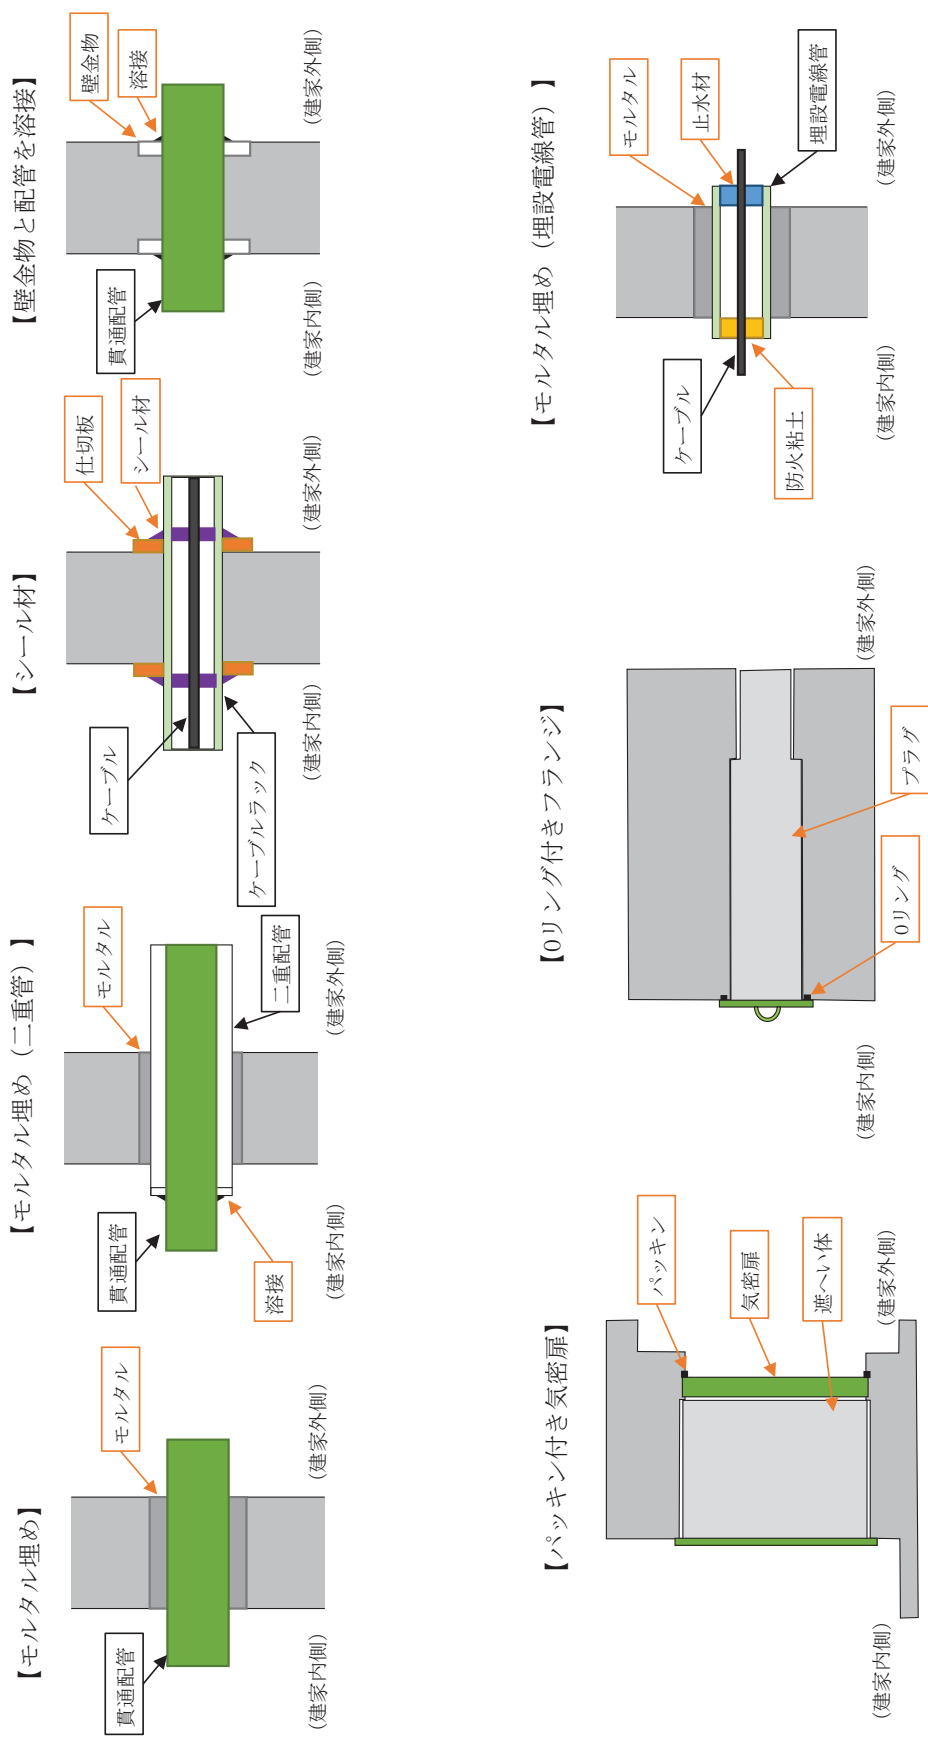 【モルタル埋め】
モルタル
貫通配管
(建家内側)
(建家外側)
【モルタル埋め（二重管）】
モルタル
貫通配管
二重配管
溶接
(建家内側)
(建家外側)
【シール材】
仕切板
シール材
ケーブル
ケーブルラック
(建家内側)
(建家外側)
【壁金物と配管を溶接】
壁金物
溶接
貫通配管
(建家内側)
(建家外側)
【パッキン付き気密扉】
パッキン
気密扉
遮へい体
(建家内側)
(建家外側)
【Oリング付きフランジ】
Oリング
プラグ
(建家内側)
(建家外側)
【モルタル埋め（埋設電線管）】
モルタル
止水材
ケーブル
防火粘土
埋設電線管
(建家内側)
(建家外側)